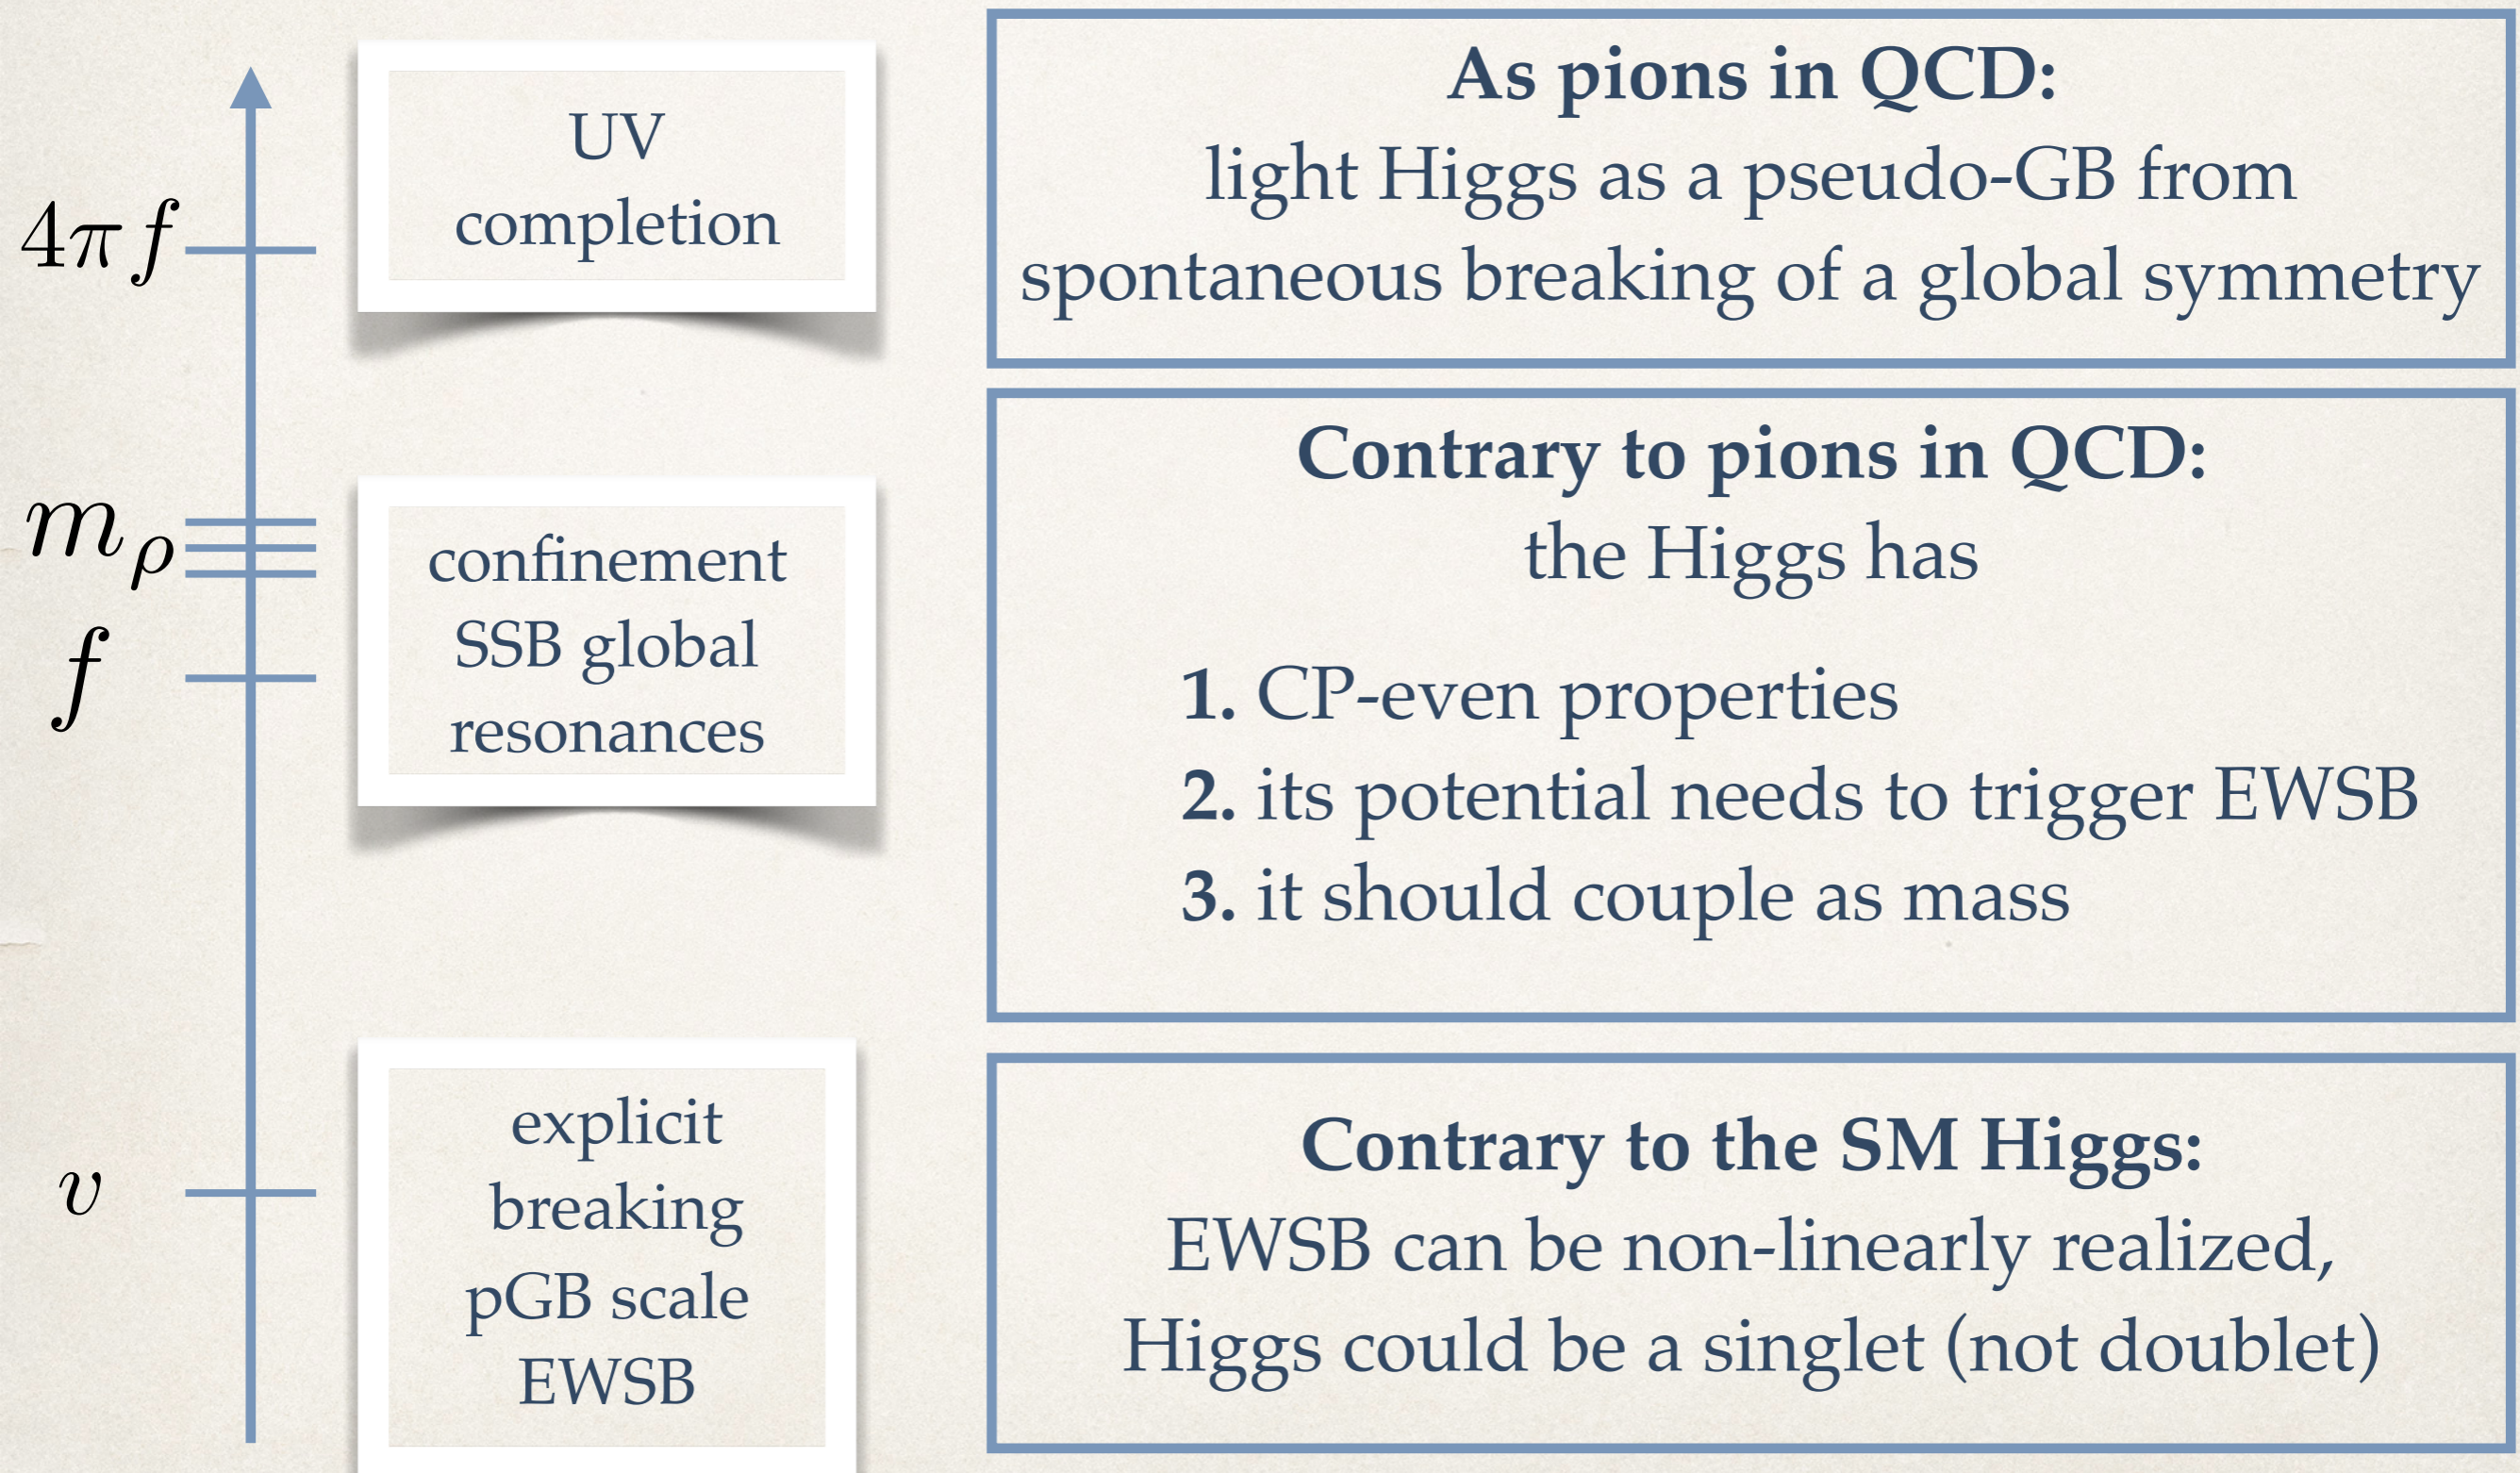 4πf
m_ρ
f
v
UV
completion
confinement
SSB global
resonances
explicit
breaking
pGB scale
EWSB
As pions in QCD:
light Higgs as a pseudo-GB from
spontaneous breaking of a global symmetry
Contrary to pions in QCD:
the Higgs has
1. CP-even properties
2. its potential needs to trigger EWSB
3. it should couple as mass
Contrary to the SM Higgs:
EWSB can be non-linearly realized,
Higgs could be a singlet (not doublet)